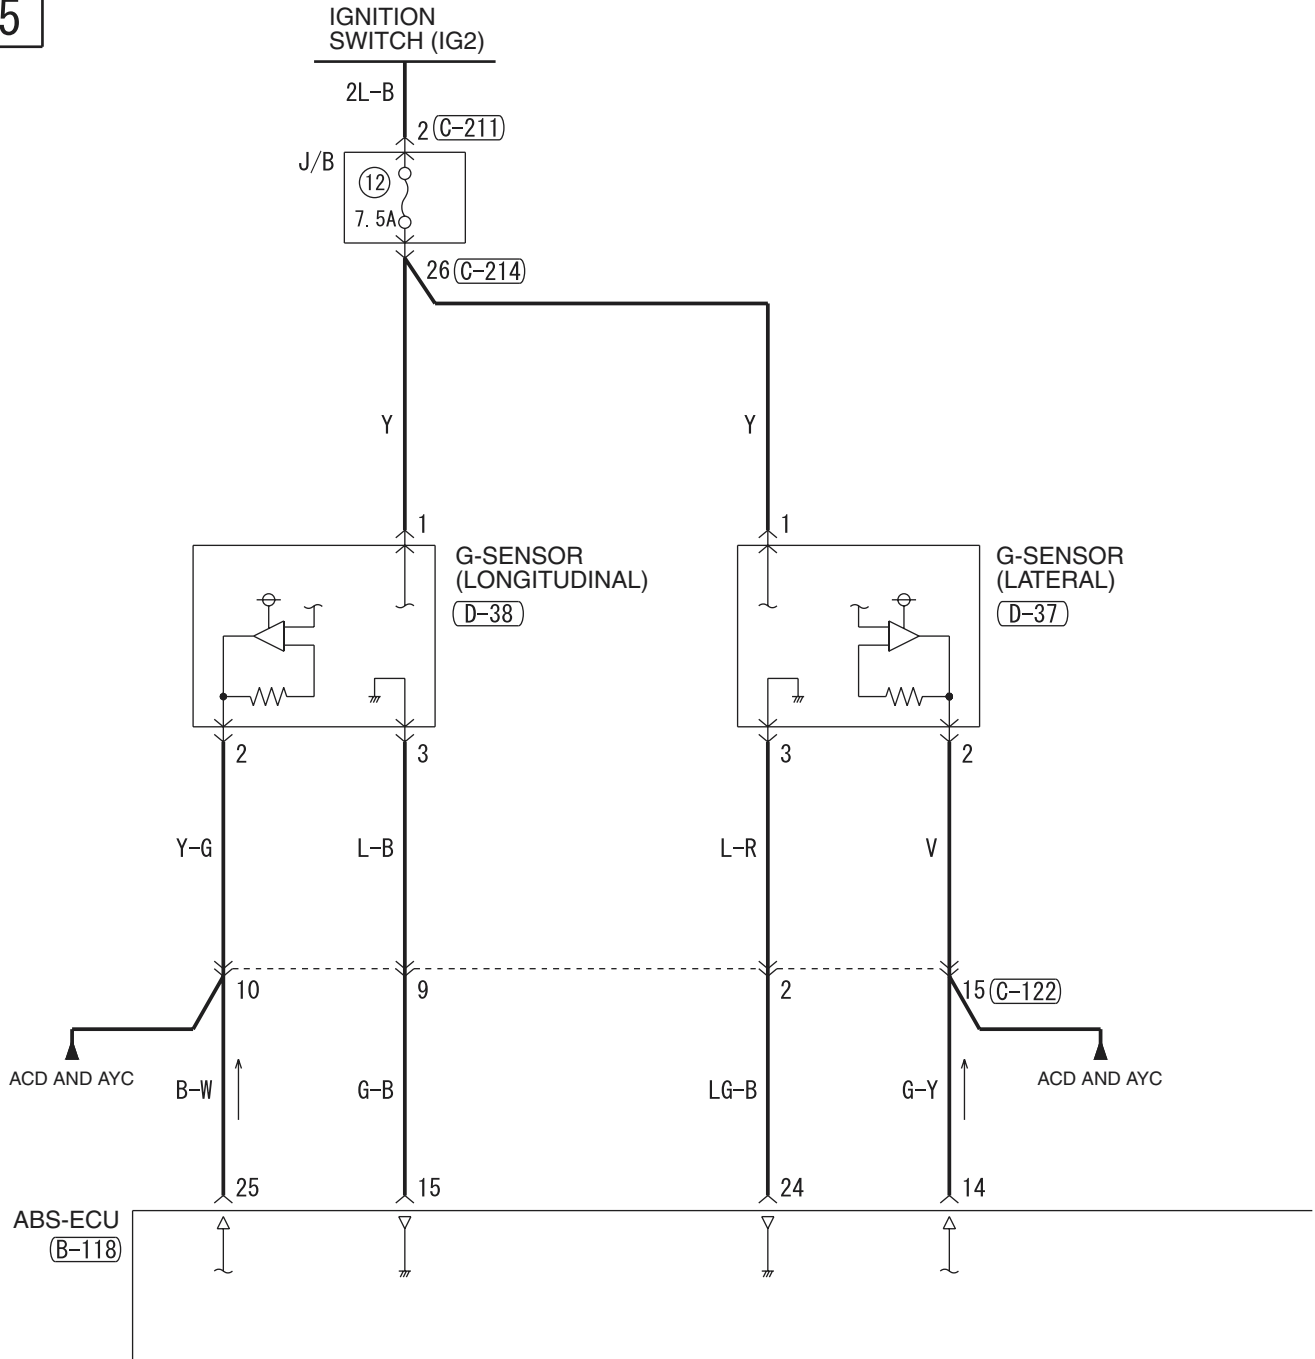 5
IGNITION
SWITCH (IG2)
2L-B
2 C-211
J/B
12
7.5A
26 C-214
Y Y
1 1
G-SENSOR
(LONGITUDINAL)
D-38
G-SENSOR
(LATERAL)
D-37
2 3 3 2
Y-G L-B L-R V
10 9 2 15 C-122
ACD AND AYC ACD AND AYC
B-W G-B LG-B G-Y
25 15 24 14
ABS-ECU
B-118